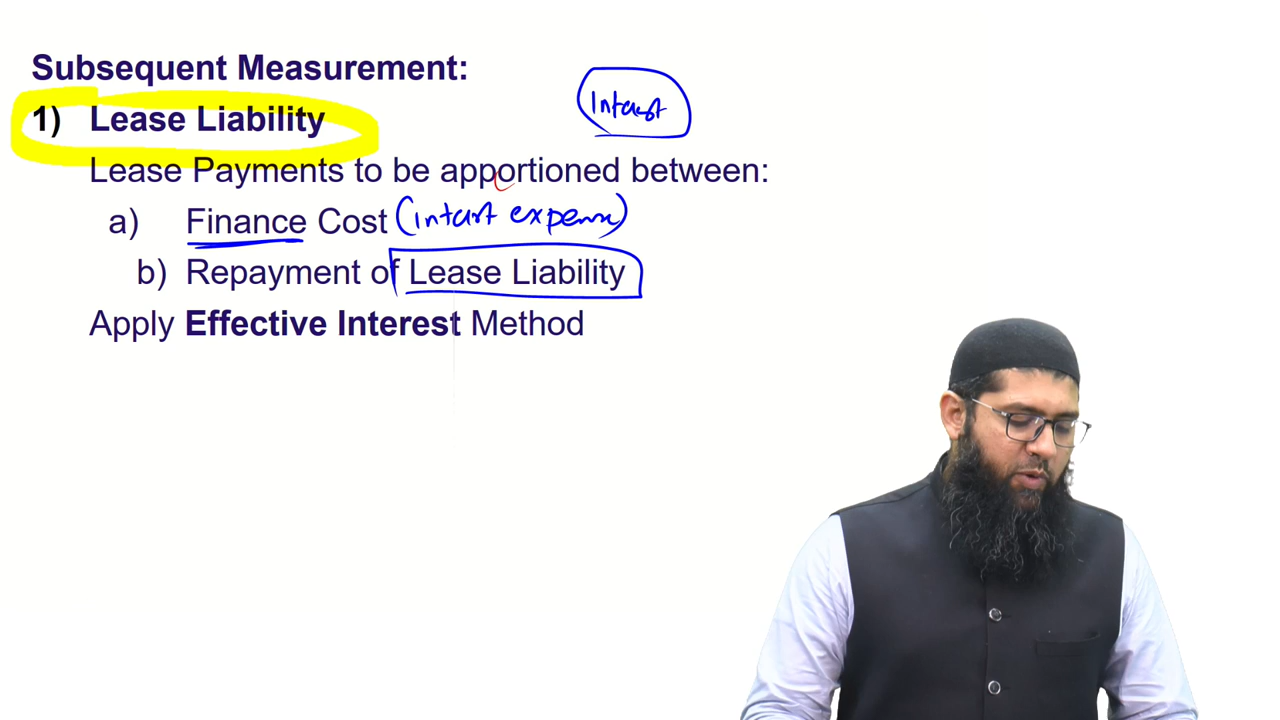 Subsequent Measurement:
Interest
1) Lease Liability
Lease Payments to be apportioned between:
a) Finance Cost (interest expense)
b) Repayment of Lease Liability
Apply Effective Interest Method